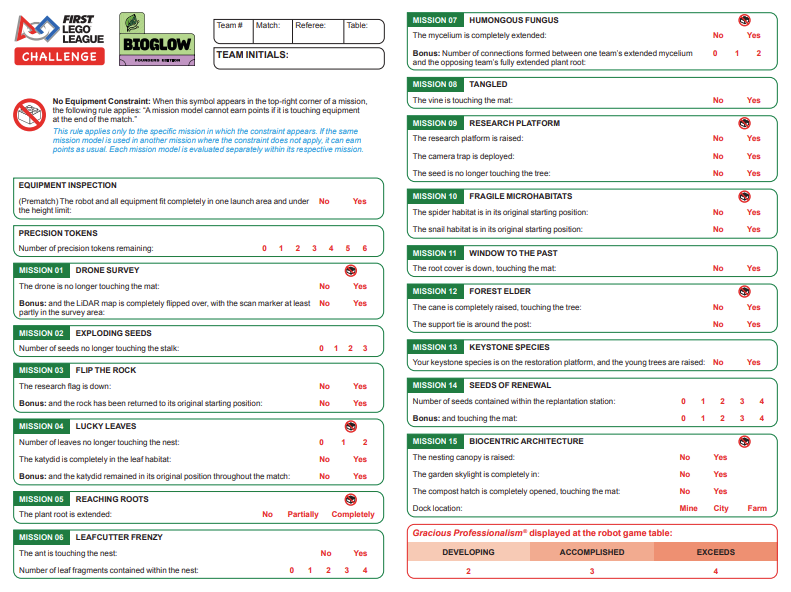 FIRST
LEGO
LEAGUE
CHALLENGE
BIOGLOW
FOUNDERS EDITION
Team # Match: Referee: Table:
TEAM INITIALS:
No Equipment Constraint: When this symbol appears in the top-right corner of a mission,
the following rule applies: “A mission model cannot earn points if it is touching equipment
at the end of the match.”
This rule applies only to the specific mission in which the constraint appears. If the same
mission model is used in another mission where the constraint does not apply, it can earn
points as usual. Each mission model is evaluated separately within its respective mission.
EQUIPMENT INSPECTION
(Prematch) The robot and all equipment fit completely in one launch area and under No Yes
the height limit:
PRECISION TOKENS
Number of precision tokens remaining: 0 1 2 3 4 5 6
MISSION 01 DRONE SURVEY
The drone is no longer touching the mat: No Yes
Bonus: and the LiDAR map is completely flipped over, with the scan marker at least No Yes
partly in the survey area:
MISSION 02 EXPLODING SEEDS
Number of seeds no longer touching the stalk: 0 1 2 3
MISSION 03 FLIP THE ROCK
The research flag is down: No Yes
Bonus: and the rock has been returned to its original starting position: No Yes
MISSION 04 LUCKY LEAVES
Number of leaves no longer touching the nest: 0 1 2
The katydid is completely in the leaf habitat: No Yes
Bonus: and the katydid remained in its original position throughout the match: No Yes
MISSION 05 REACHING ROOTS
The plant root is extended: No Partially Completely
MISSION 06 LEAFCUTTER FRENZY
The ant is touching the nest: No Yes
Number of leaf fragments contained within the nest: 0 1 2 3 4
MISSION 07 HUMONGOUS FUNGUS
The mycelium is completely extended: No Yes
Bonus: Number of connections formed between one team’s extended mycelium 0 1 2
and the opposing team’s fully extended plant root:
MISSION 08 TANGLED
The vine is touching the mat: No Yes
MISSION 09 RESEARCH PLATFORM
The research platform is raised: No Yes
The camera trap is deployed: No Yes
The seed is no longer touching the tree: No Yes
MISSION 10 FRAGILE MICROHABITATS
The spider habitat is in its original starting position: No Yes
The snail habitat is in its original starting position: No Yes
MISSION 11 WINDOW TO THE PAST
The root cover is down, touching the mat: No Yes
MISSION 12 FOREST ELDER
The cane is completely raised, touching the tree: No Yes
The support tie is around the post: No Yes
MISSION 13 KEYSTONE SPECIES
Your keystone species is on the restoration platform, and the young trees are raised: No Yes
MISSION 14 SEEDS OF RENEWAL
Number of seeds contained within the replantation station: 0 1 2 3 4
Bonus: and touching the mat: 0 1 2 3 4
MISSION 15 BIOCENTRIC ARCHITECTURE
The nesting canopy is raised: No Yes
The garden skylight is completely in: No Yes
The compost hatch is completely opened, touching the mat: No Yes
Dock location: Mine City Farm
Gracious Professionalism® displayed at the robot game table:
DEVELOPING ACCOMPLISHED EXCEEDS
2 3 4